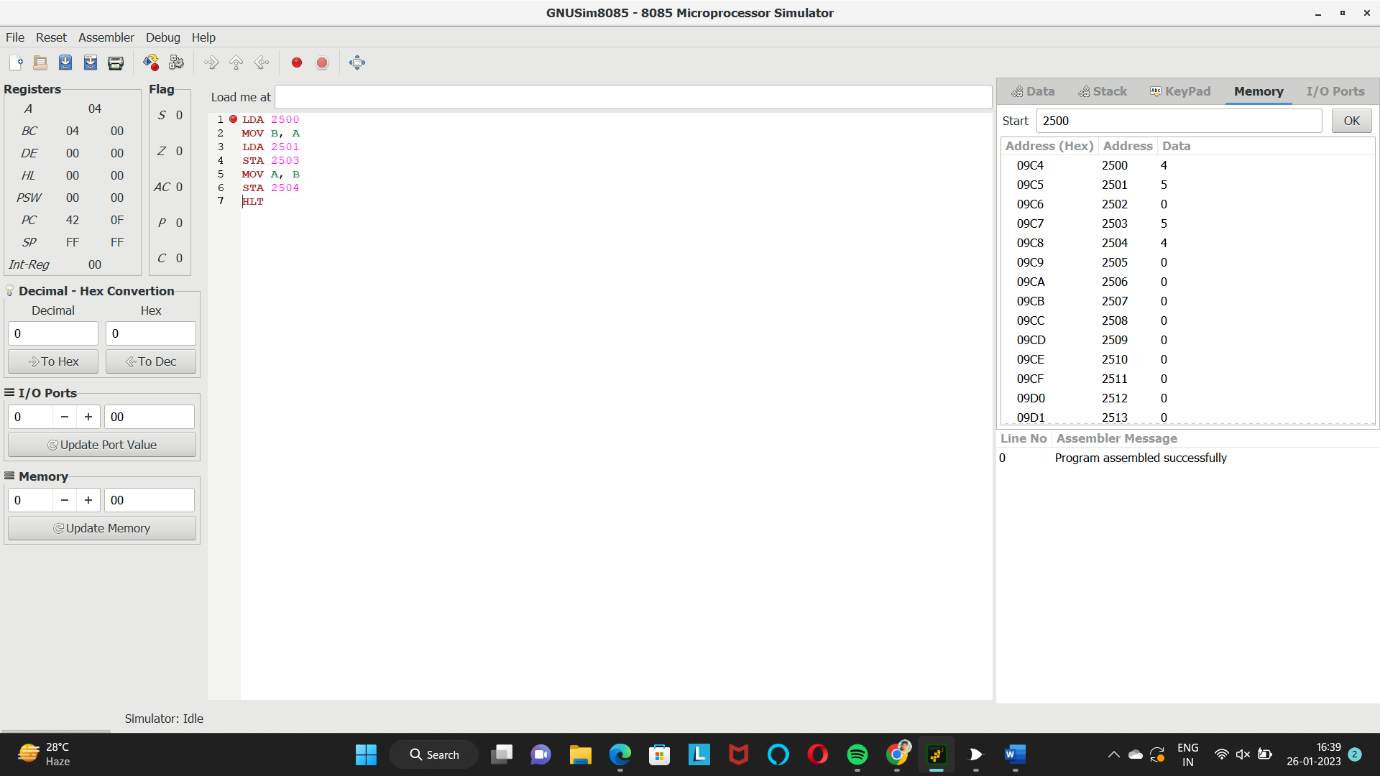 GNUSim8085 - 8085 Microprocessor Simulator
File Reset Assembler Debug Help
Registers
A 04
BC 04 00
DE 00 00
HL 00 00
PSW 00 00
PC 42 0F
SP FF FF
Int-Reg 00
Flag
S 0
Z 0
AC 0
P 0
C 0
Decimal - Hex Convertion
Decimal Hex
0 0
To Hex To Dec
I/O Ports
0 − + 00
Update Port Value
Memory
0 − + 00
Update Memory
Load me at
1 LDA 2500
2 MOV B, A
3 LDA 2501
4 STA 2503
5 MOV A, B
6 STA 2504
7 HLT
Data Stack Abc KeyPad Memory I/O Ports
Start 2500 OK
Address (Hex) Address Data
09C4 2500 4
09C5 2501 5
09C6 2502 0
09C7 2503 5
09C8 2504 4
09C9 2505 0
09CA 2506 0
09CB 2507 0
09CC 2508 0
09CD 2509 0
09CE 2510 0
09CF 2511 0
09D0 2512 0
09D1 2513 0
Line No Assembler Message
0 Program assembled successfully
Simulator: Idle
28°C
Haze
Search
L
W
ENG
IN
16:39
26-01-2023
2